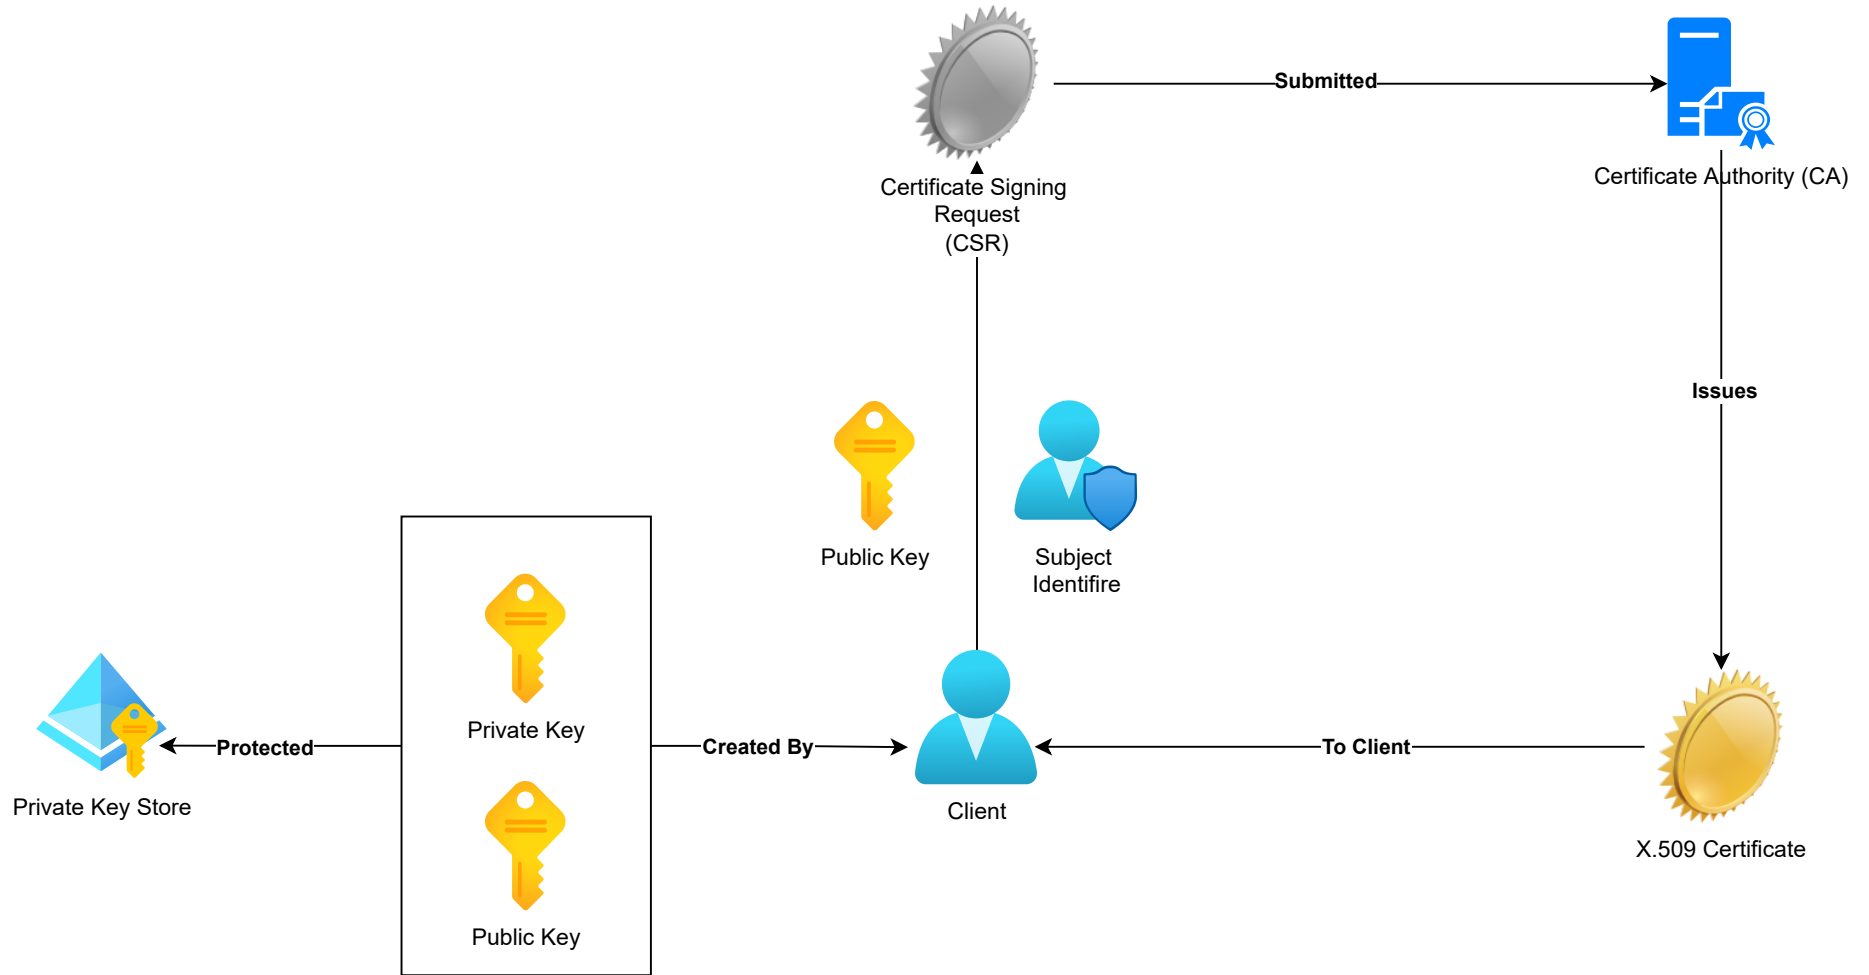 Submitted
Certificate Signing
Request
(CSR)
Certificate Authority (CA)
Issues
Public Key
Subject
Identifire
Private Key
Protected
Created By
To Client
Private Key Store
Client
X.509 Certificate
Public Key